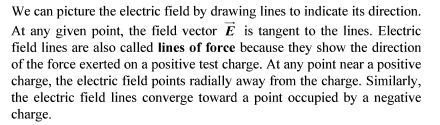 We can picture the electric field by drawing lines to indicate its direction.
At any given point, the field vector E⃗ is tangent to the lines. Electric
field lines are also called lines of force because they show the direction
of the force exerted on a positive test charge. At any point near a positive
charge, the electric field points radially away from the charge. Similarly,
the electric field lines converge toward a point occupied by a negative
charge.